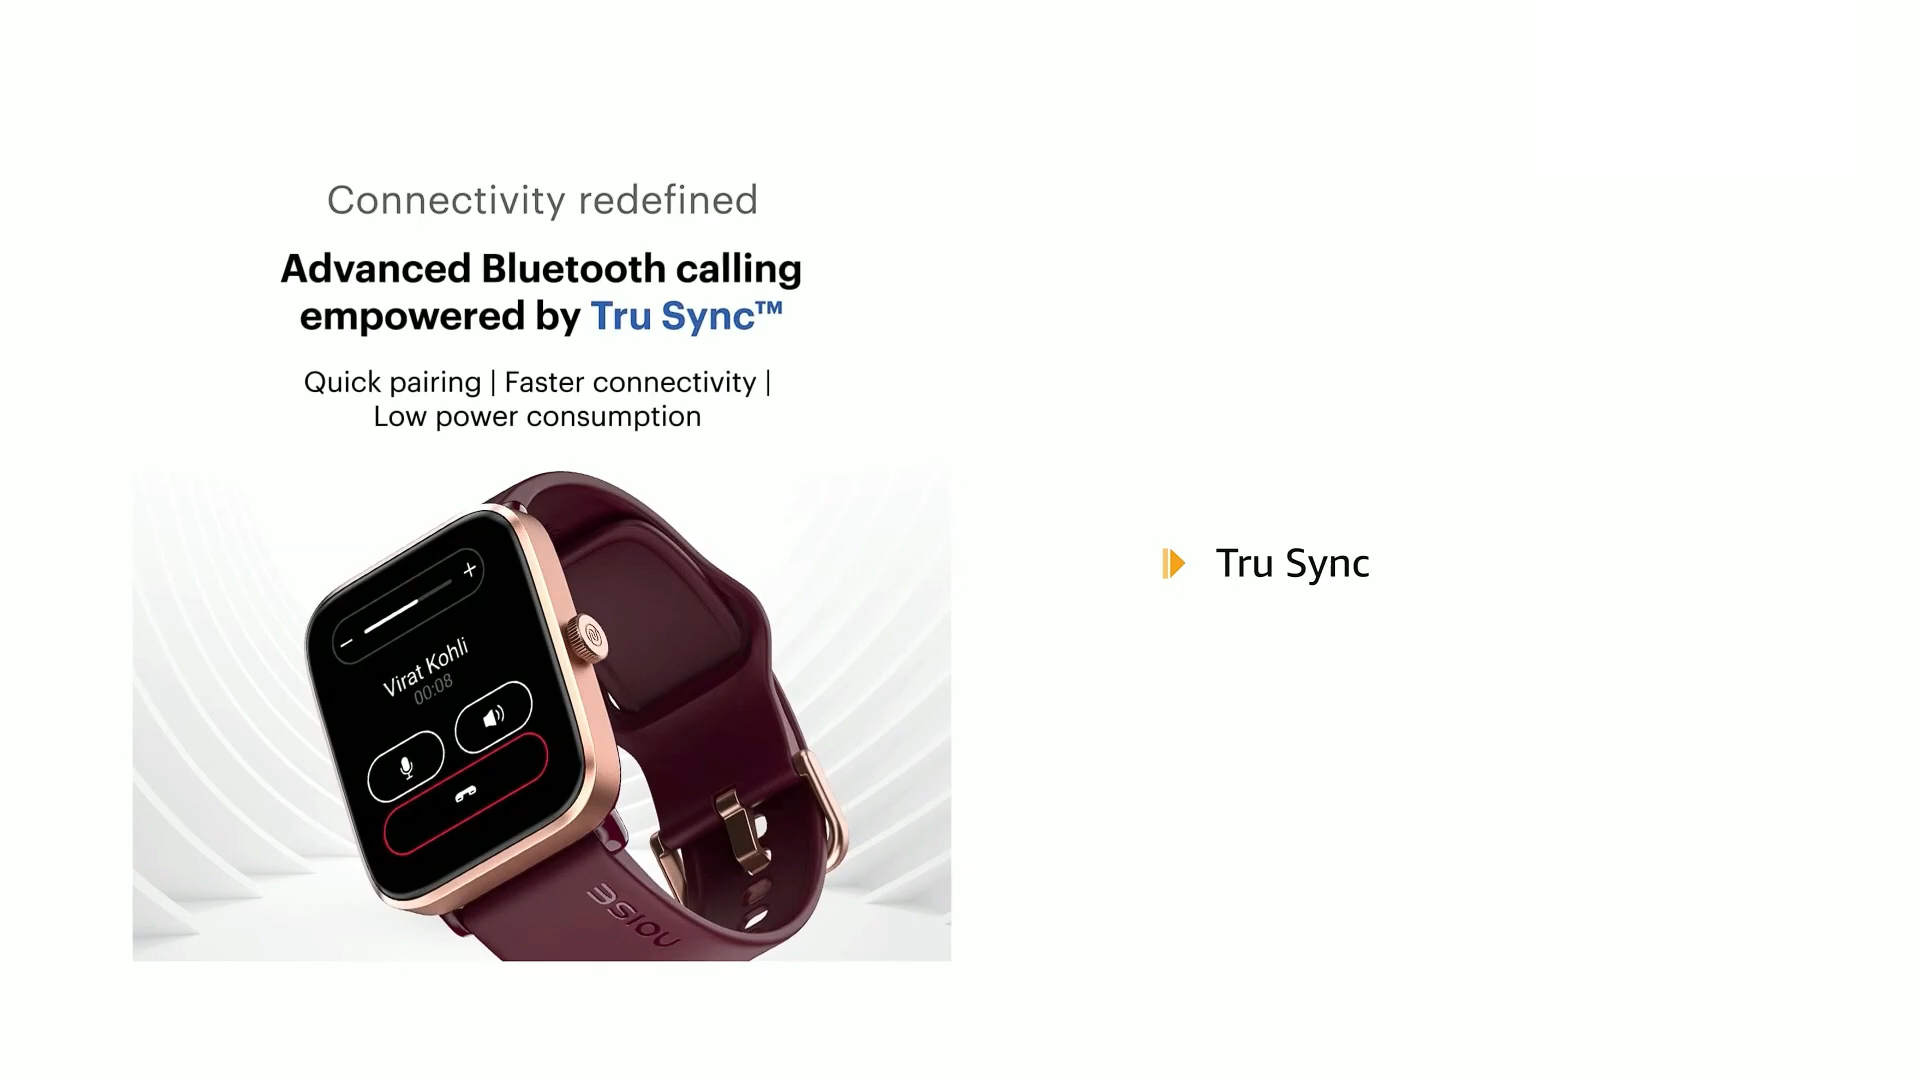 Connectivity redefined
Advanced Bluetooth calling
empowered by Tru Sync™
Quick pairing | Faster connectivity |
Low power consumption
Virat Kohli
00:08
noise
Tru Sync